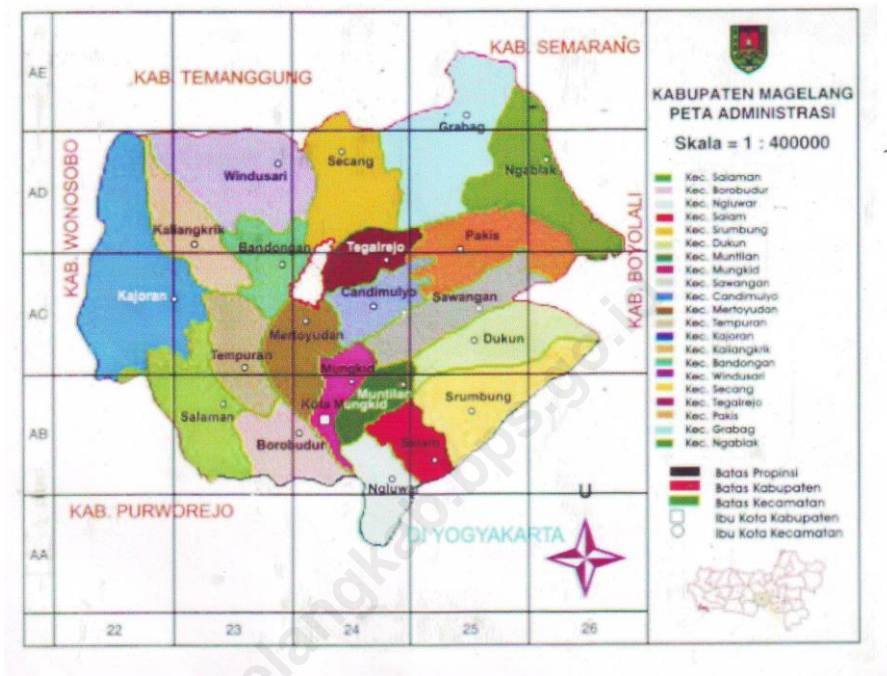 KAB. SEMARANG
KAB. TEMANGGUNG
KAB. WONOSOBO
KAB. BOYOLALI
KAB. PURWOREJO
DI YOGYAKARTA
AE
AD
AC
AB
AA
22
23
24
25
26
Grabag
Secang
Ngablak
Windusari
Kaliangkrik
Bandongan
Tegalrejo
Pakis
Kajoran
Candimulyo
Sawangan
Mertoyudan
Tempuran
Dukun
Mungkid
Muntilan
Kota Mungkid
Srumbung
Salaman
Borobudur
Salam
Ngluwar
U
KABUPATEN MAGELANG
PETA ADMINISTRASI
Skala = 1 : 400000
Kec. Salaman
Kec. Borobudur
Kec. Ngluwar
Kec. Salam
Kec. Srumbung
Kec. Dukun
Kec. Muntilan
Kec. Mungkid
Kec. Sawangan
Kec. Candimulyo
Kec. Mertoyudan
Kec. Tempuran
Kec. Kajoran
Kec. Kaliangkrik
Kec. Bandongan
Kec. Windusari
Kec. Secang
Kec. Tegalrejo
Kec. Pakis
Kec. Grabag
Kec. Ngablak
Batas Propinsi
Batas Kabupaten
Batas Kecamatan
Ibu Kota Kabupaten
Ibu Kota Kecamatan
elangkab.bps.go.i